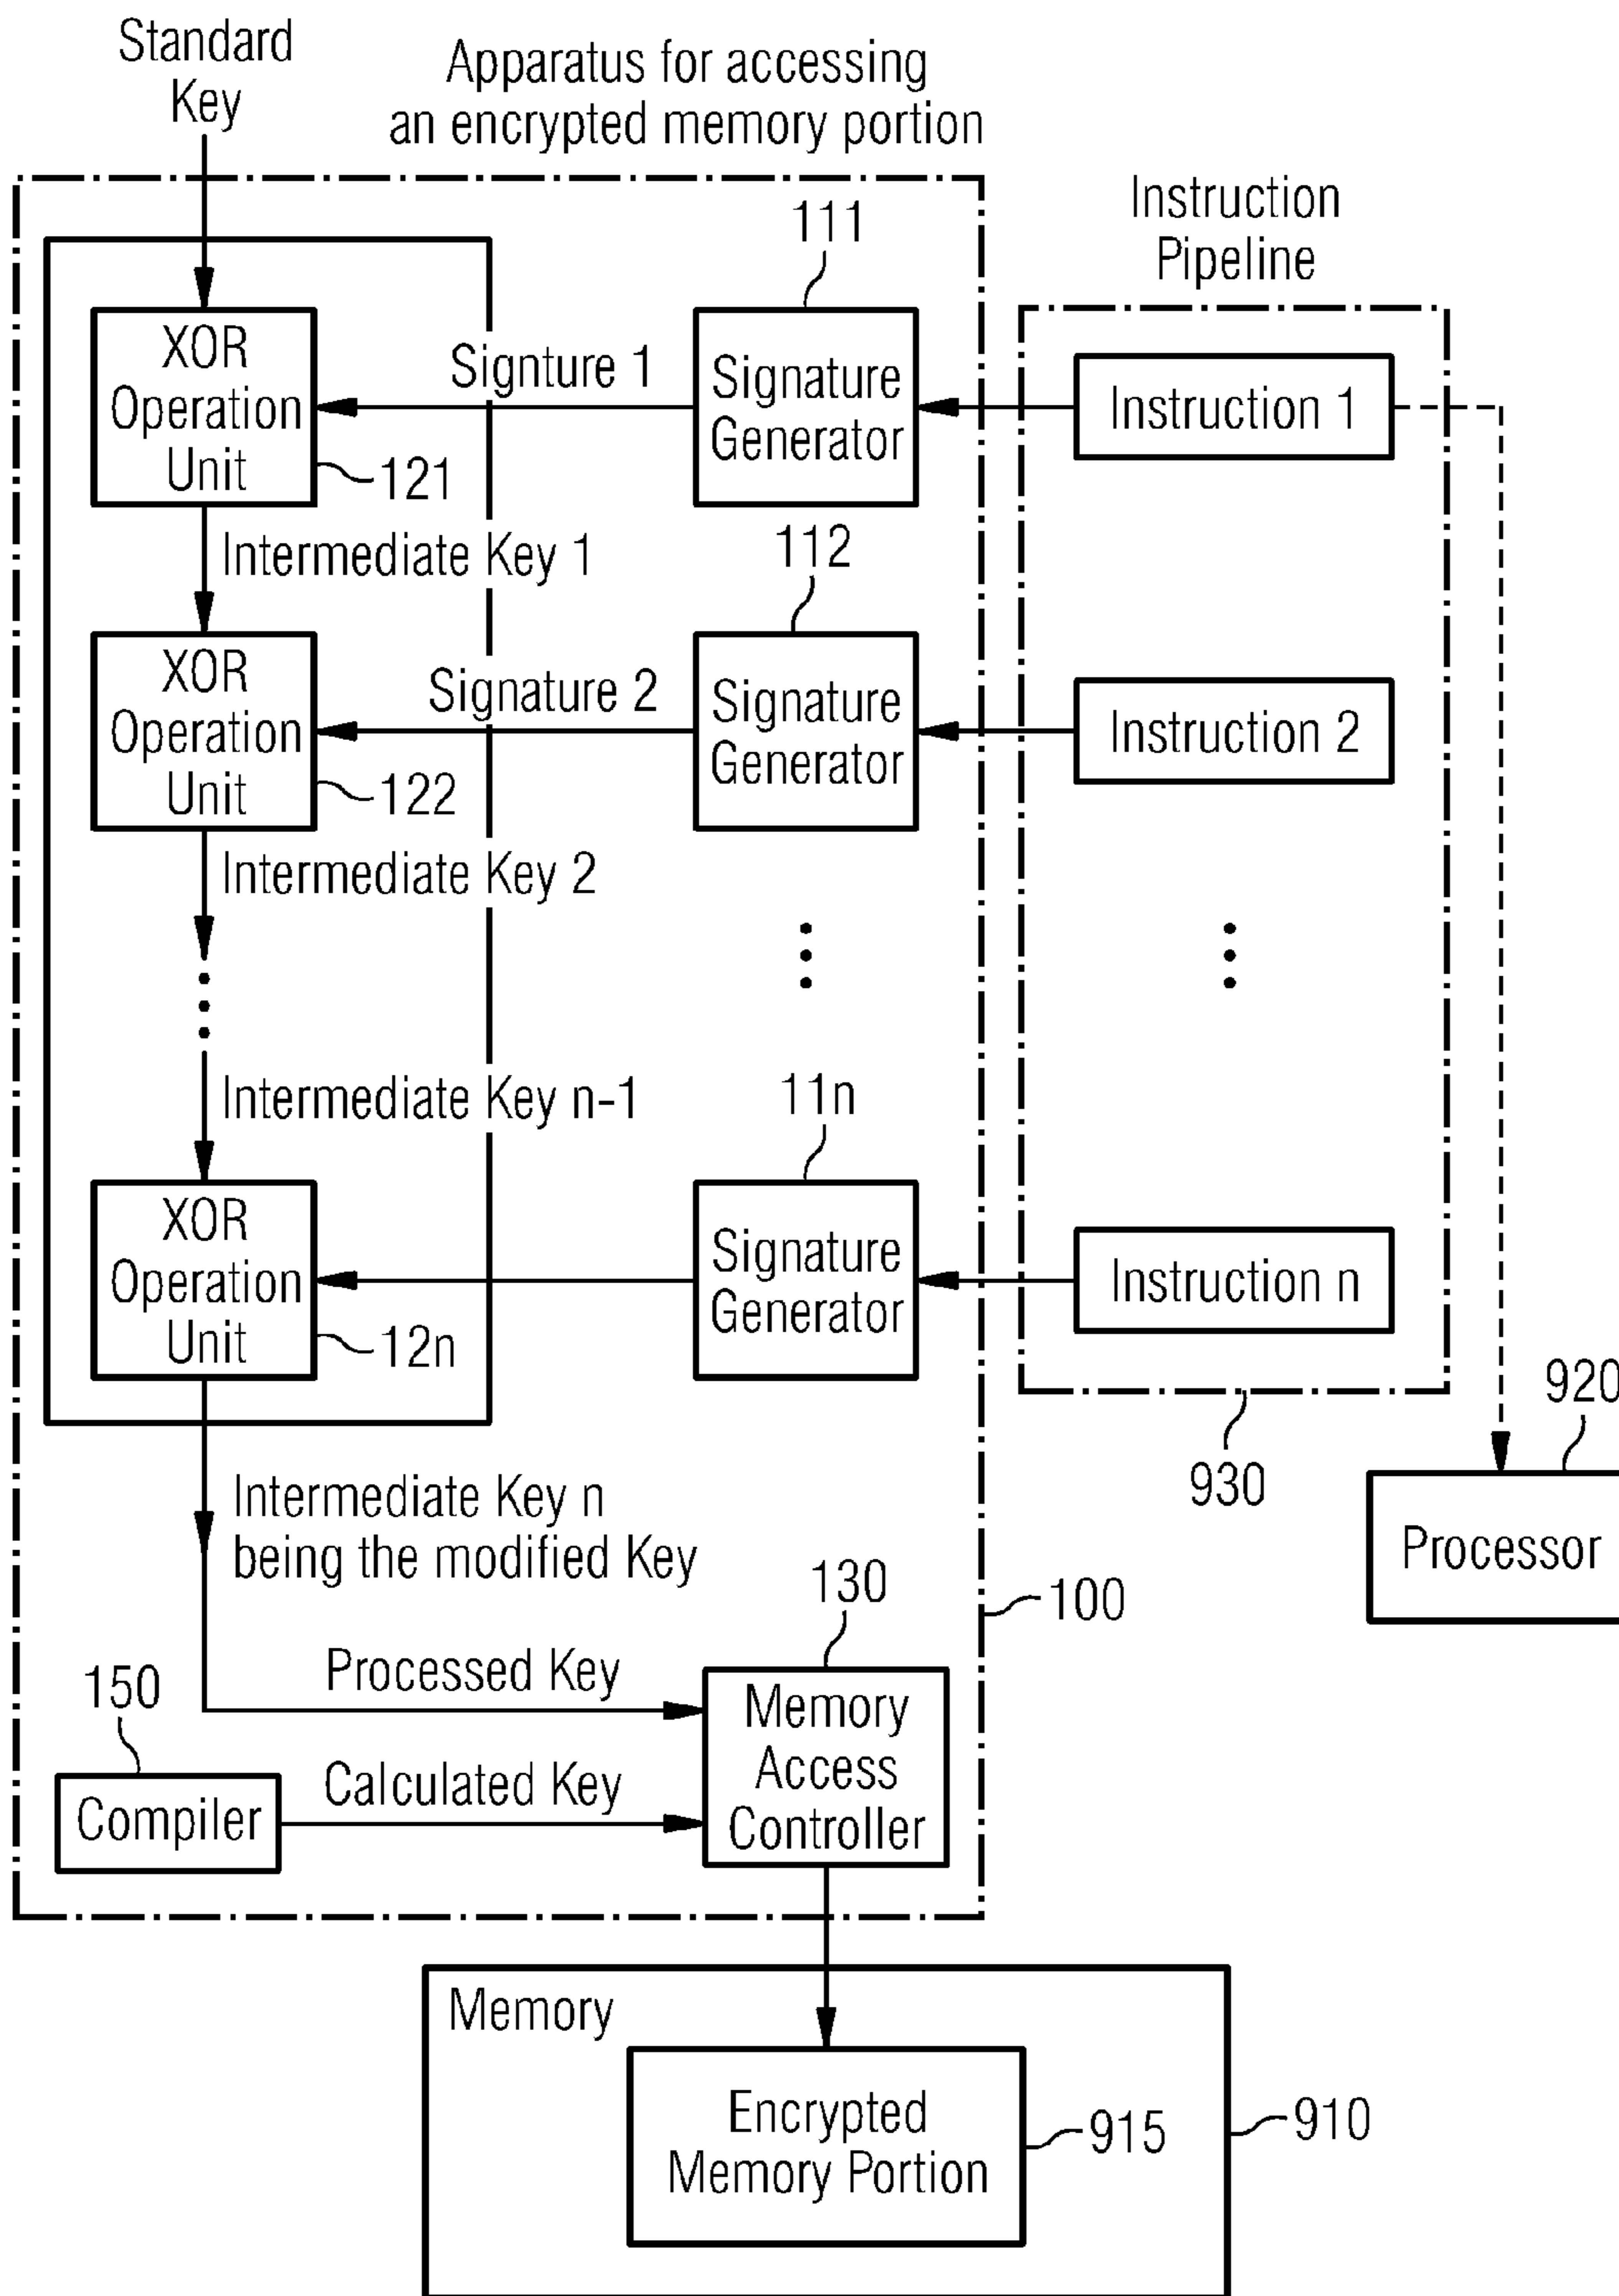 Standard
Key
Apparatus for accessing
an encrypted memory portion
Instruction
Pipeline
111
XOR
Operation
Unit
121
Signture 1
Signature
Generator
Instruction 1
Intermediate Key 1
112
XOR
Operation
Unit
122
Signature 2
Signature
Generator
Instruction 2
Intermediate Key 2
Intermediate Key n-1
11n
XOR
Operation
Unit
12n
Signature
Generator
Instruction n
930
920
Processor
Intermediate Key n
being the modified Key
130
100
Processed Key
150
Compiler
Calculated Key
Memory
Access
Controller
Memory
Encrypted
Memory Portion
915
910